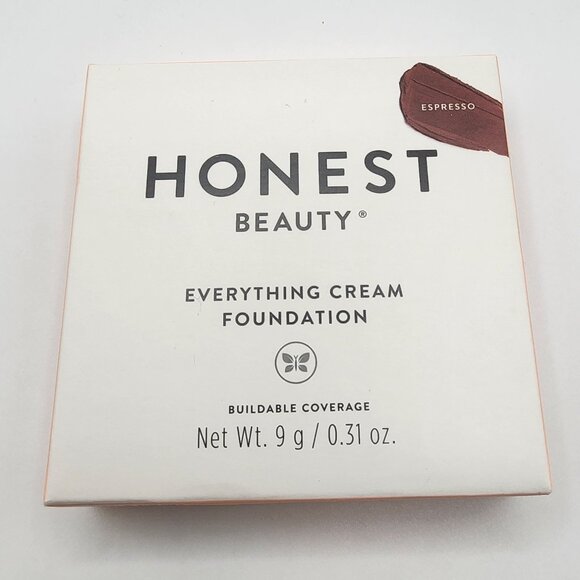 ESPRESSO
HONEST
BEAUTY®
EVERYTHING CREAM
FOUNDATION
BUILDABLE COVERAGE
Net Wt. 9 g / 0.31 oz.